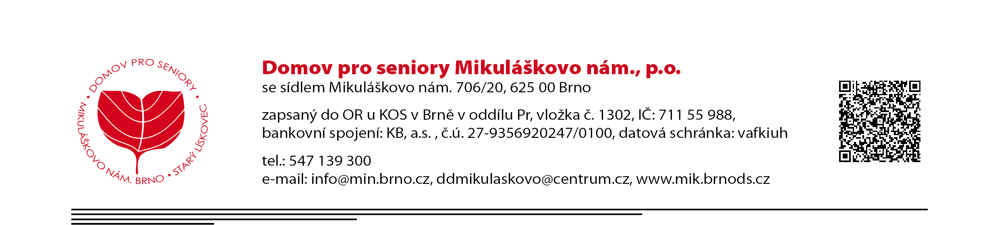 DOMOV PRO SENIORY • STARÝ LÍSKOVEC • MIKULÁŠKOVO NÁM. BRNO •
Domov pro seniory Mikuláškovo nám., p.o.
se sídlem Mikuláškovo nám. 706/20, 625 00 Brno
zapsaný do OR u KOS v Brně v oddílu Pr, vložka č. 1302, IČ: 711 55 988,
bankovní spojení: KB, a.s. , č.ú. 27-9356920247/0100, datová schránka: vafkiuh
tel.: 547 139 300
e-mail: info@min.brno.cz, ddmikulaskovo@centrum.cz, www.mik.brnods.cz